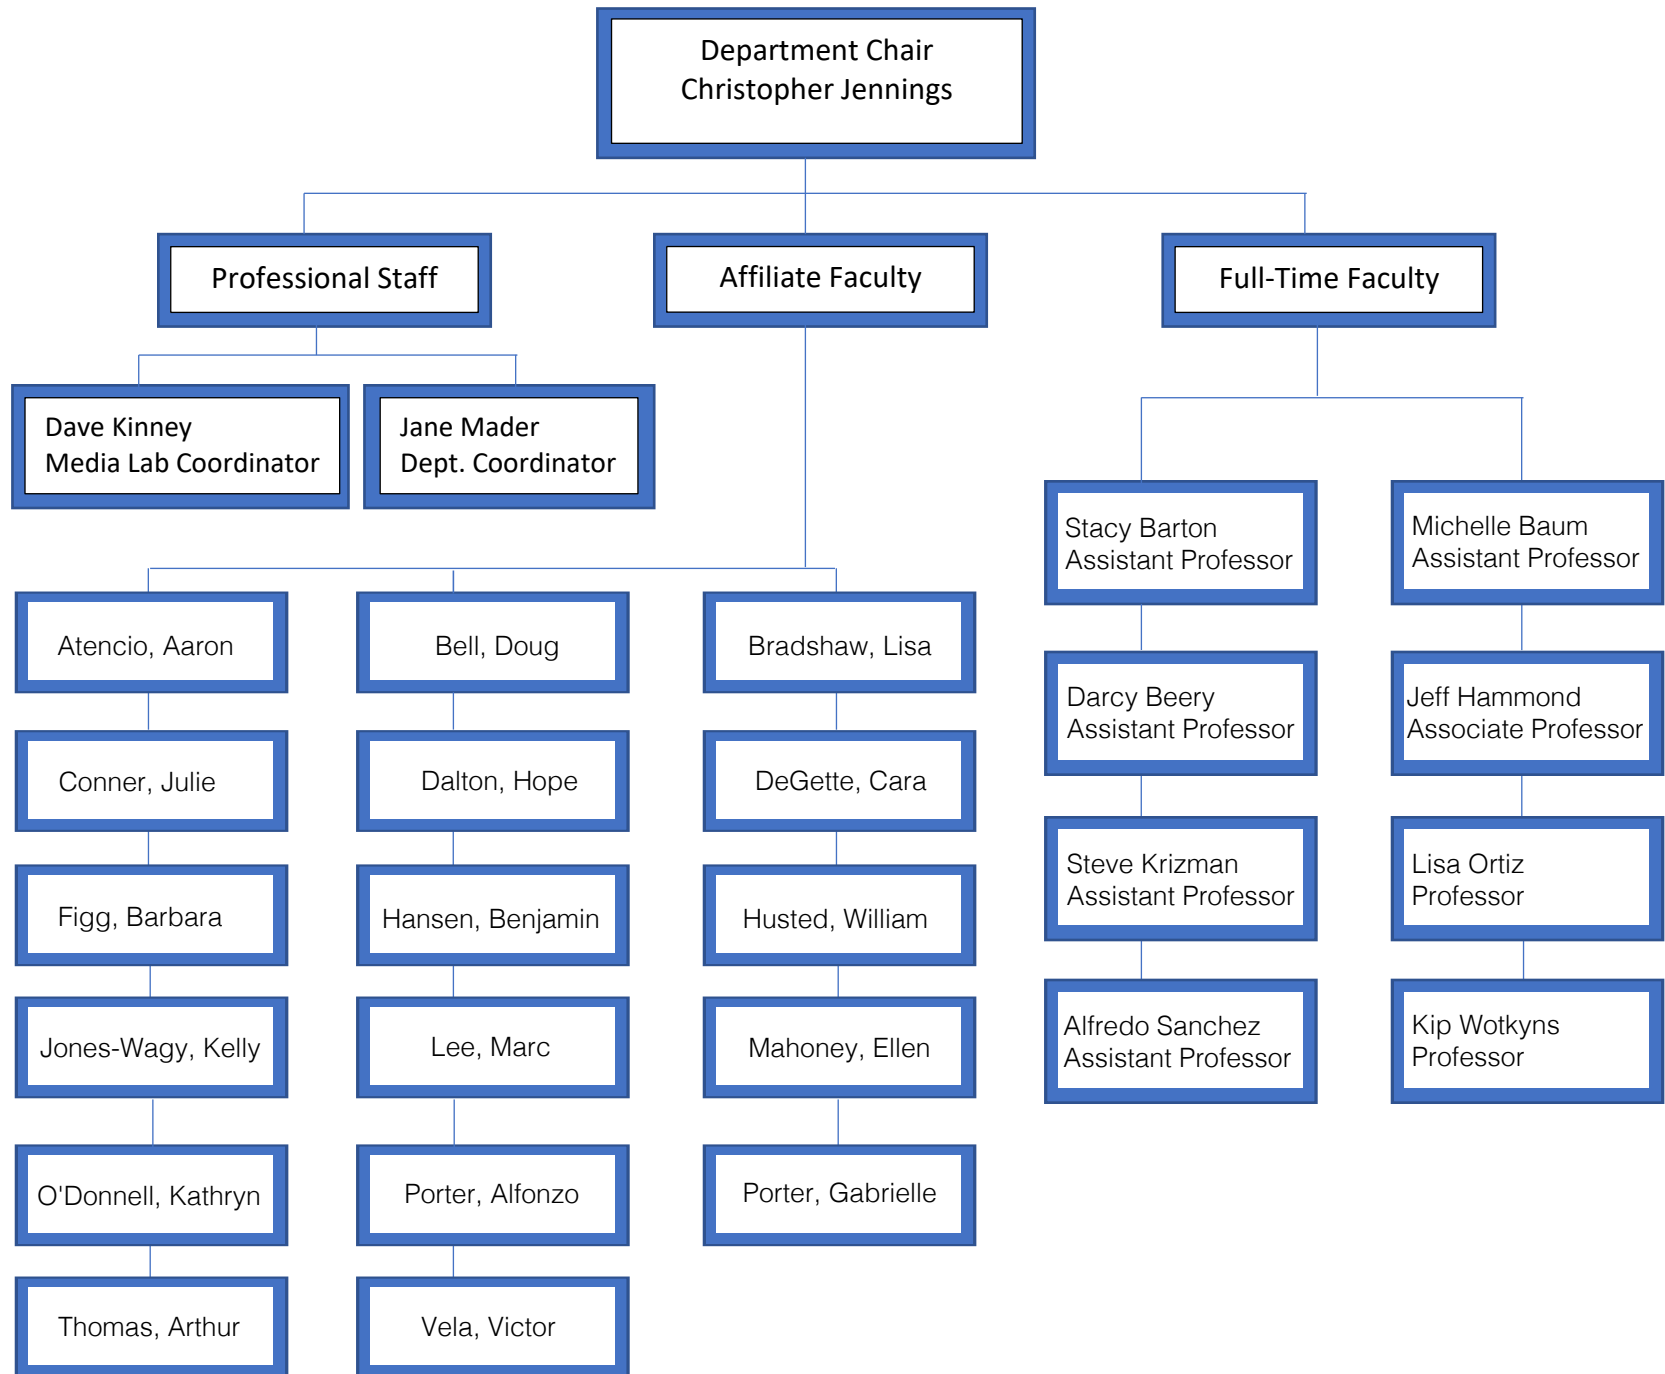 Department Chair
Christopher Jennings
Professional Staff
Affiliate Faculty
Full-Time Faculty
Dave Kinney
Media Lab Coordinator
Jane Mader
Dept. Coordinator
Stacy Barton
Assistant Professor
Michelle Baum
Assistant Professor
Atencio, Aaron
Bell, Doug
Bradshaw, Lisa
Darcy Beery
Assistant Professor
Jeff Hammond
Associate Professor
Conner, Julie
Dalton, Hope
DeGette, Cara
Steve Krizman
Assistant Professor
Lisa Ortiz
Professor
Figg, Barbara
Hansen, Benjamin
Husted, William
Alfredo Sanchez
Assistant Professor
Kip Wotkyns
Professor
Jones-Wagy, Kelly
Lee, Marc
Mahoney, Ellen
O'Donnell, Kathryn
Porter, Alfonzo
Porter, Gabrielle
Thomas, Arthur
Vela, Victor